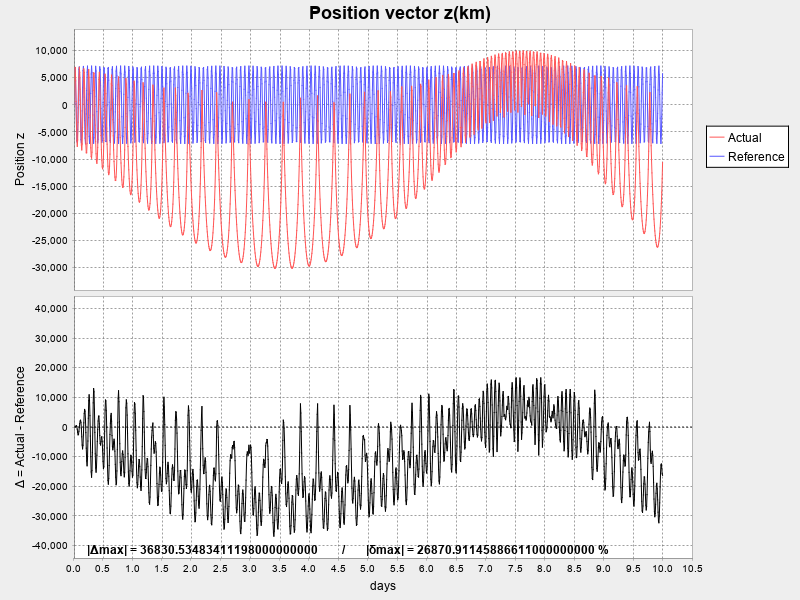 Position vector z(km)
10,000
5,000
0
-5,000
-10,000
-15,000
-20,000
-25,000
-30,000
Position z
Actual
Reference
40,000
30,000
20,000
10,000
0
-10,000
-20,000
-30,000
-40,000
Δ = Actual - Reference
|Δmax| = 36830.53483411198000000000 / |δmax| = 26870.91145886611000000000 %
0.0 0.5 1.0 1.5 2.0 2.5 3.0 3.5 4.0 4.5 5.0 5.5 6.0 6.5 7.0 7.5 8.0 8.5 9.0 9.5 10.0 10.5
days